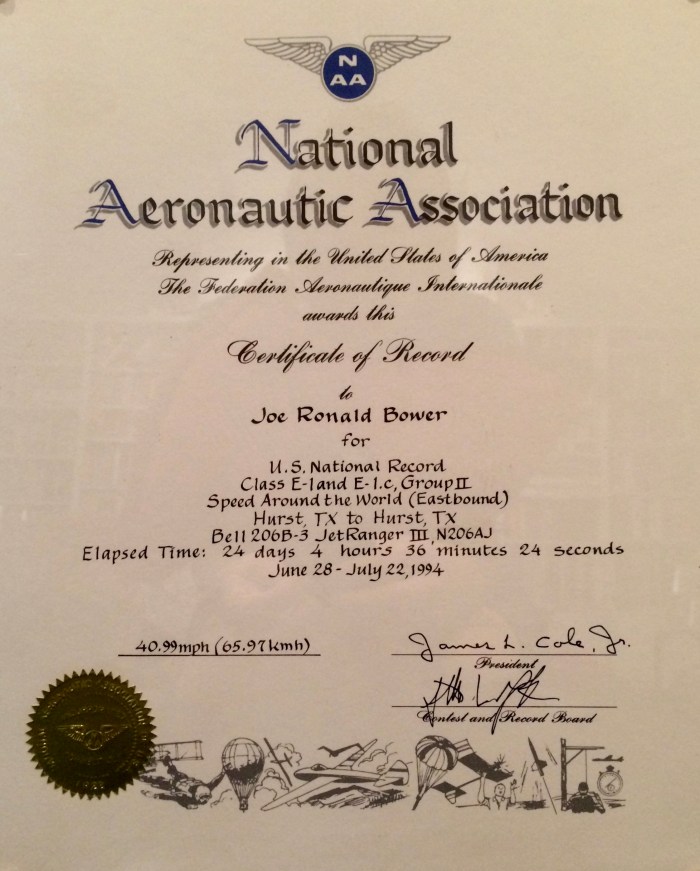 N
AA
National
Aeronautic Association
Representing in the United States of America
The Federation Aeronautique Internationale
awards this
Certificate of Record
to
Joe Ronald Bower
for
U.S. National Record
Class E-1 and E-1.c, Group II
Speed Around the World (Eastbound)
Hurst, TX to Hurst, TX
Bell 206B-3 JetRanger III, N206AJ
Elapsed Time: 24 days 4 hours 36 minutes 24 seconds
June 28 - July 22, 1994
40.99mph (65.97kmh)
James L. Cole, Jr.
President
Contest and Record Board